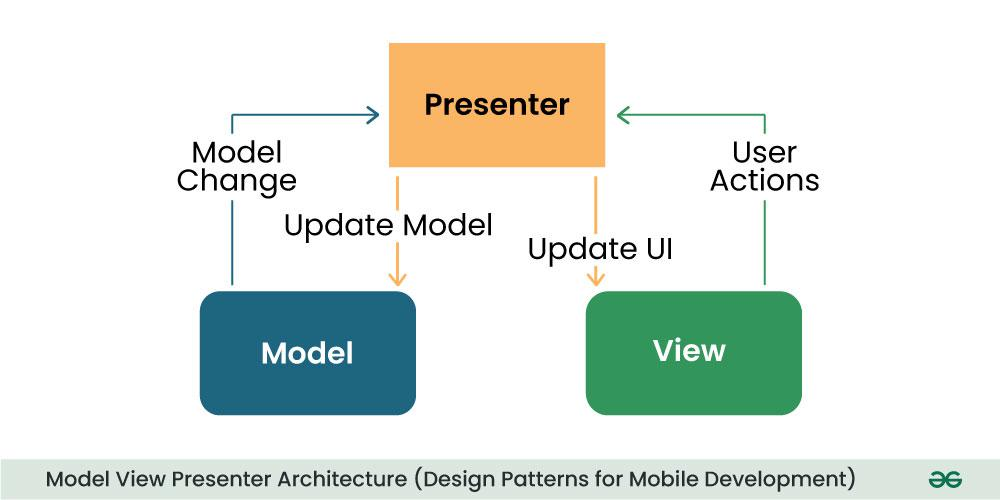 Presenter
Model
Change
User
Actions
Update Model
Update UI
Model
View
Model View Presenter Architecture (Design Patterns for Mobile Development)